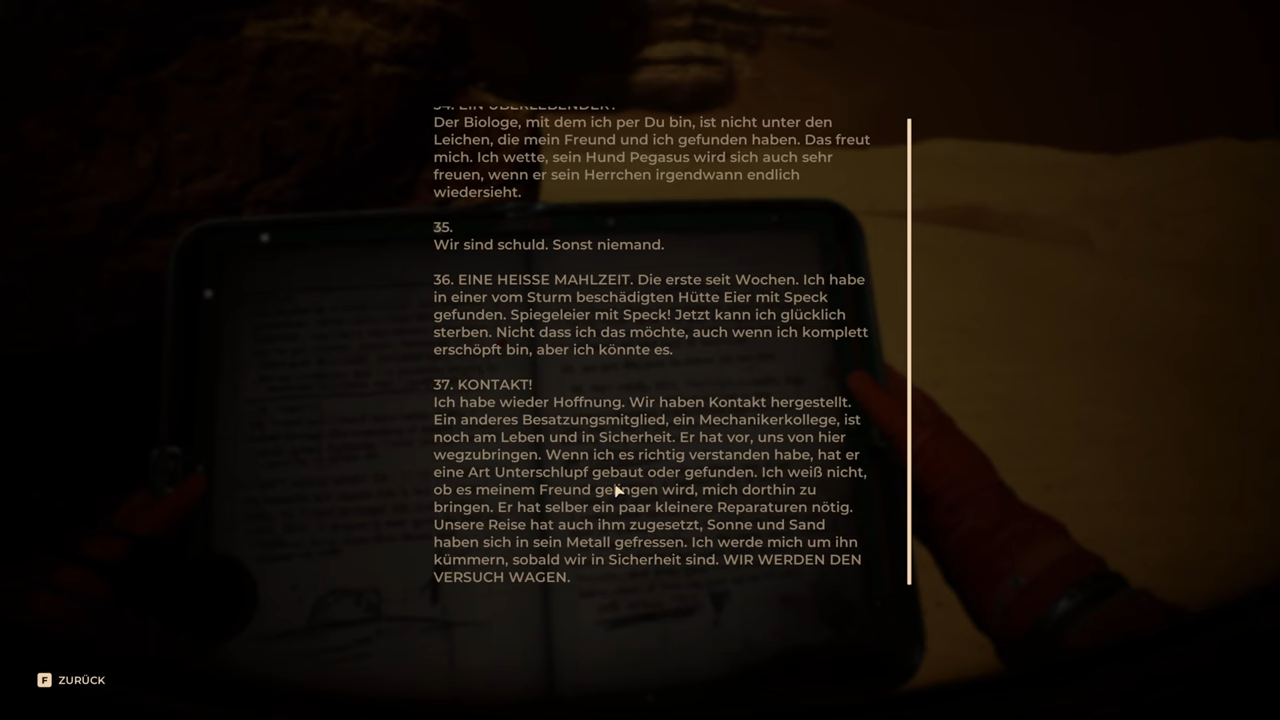 34. EIN ÜBERLEBENDER?
Der Biologe, mit dem ich per Du bin, ist nicht unter den
Leichen, die mein Freund und ich gefunden haben. Das freut
mich. Ich wette, sein Hund Pegasus wird sich auch sehr
freuen, wenn er sein Herrchen irgendwann endlich
wiedersieht.
35.
Wir sind schuld. Sonst niemand.
36. EINE HEISSE MAHLZEIT. Die erste seit Wochen. Ich habe
in einer vom Sturm beschädigten Hütte Eier mit Speck
gefunden. Spiegeleier mit Speck! Jetzt kann ich glücklich
sterben. Nicht dass ich das möchte, auch wenn ich komplett
erschöpft bin, aber ich könnte es.
37. KONTAKT!
Ich habe wieder Hoffnung. Wir haben Kontakt hergestellt.
Ein anderes Besatzungsmitglied, ein Mechanikerkollege, ist
noch am Leben und in Sicherheit. Er hat vor, uns von hier
wegzubringen. Wenn ich es richtig verstanden habe, hat er
eine Art Unterschlupf gebaut oder gefunden. Ich weiß nicht,
ob es meinem Freund gelingen wird, mich dorthin zu
bringen. Er hat selber ein paar kleinere Reparaturen nötig.
Unsere Reise hat auch ihm zugesetzt, Sonne und Sand
haben sich in sein Metall gefressen. Ich werde mich um ihn
kümmern, sobald wir in Sicherheit sind. WIR WERDEN DEN
VERSUCH WAGEN.
F ZURÜCK